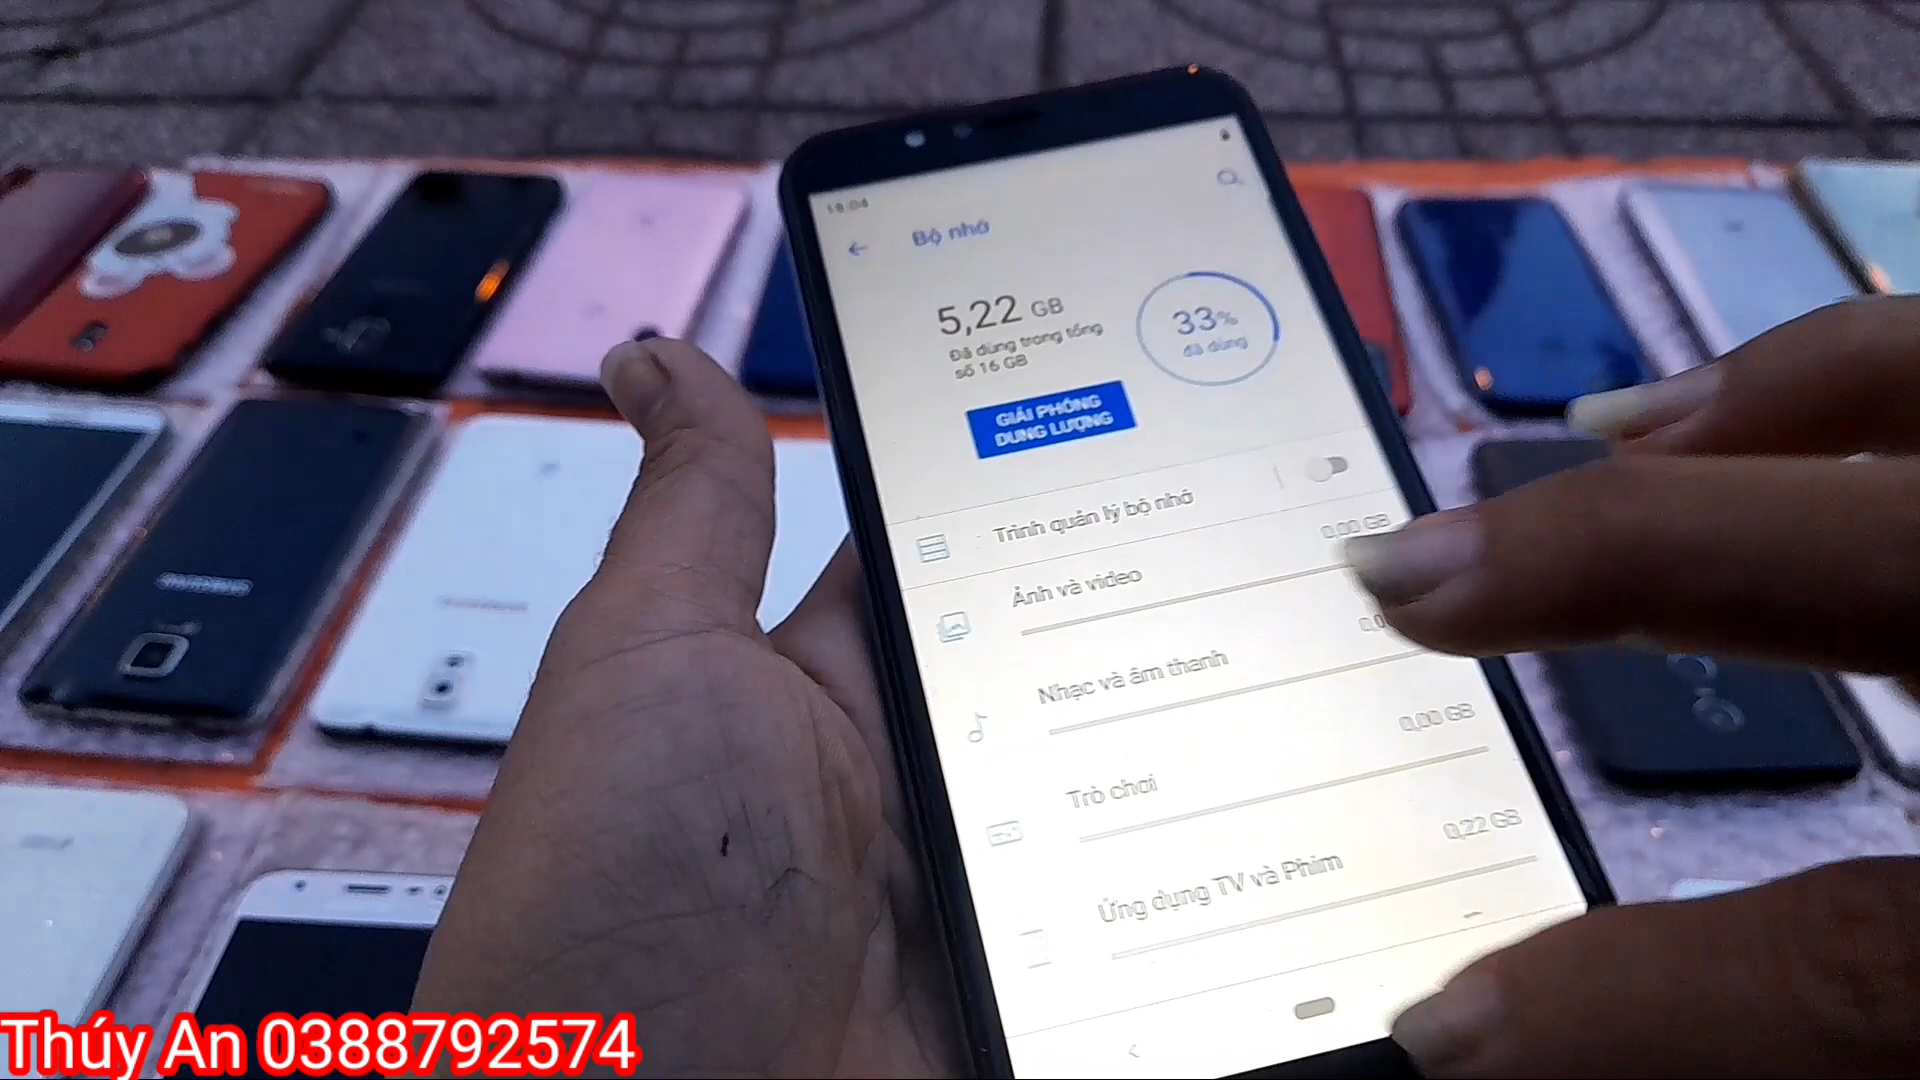 18:04
Bộ nhớ
5,22 GB
Đã dùng trong tổng
số 16 GB
33%
đã dùng
GIẢI PHÓNG
DUNG LƯỢNG
Trình quản lý bộ nhớ
Ảnh và video
0,00 GB
Nhạc và âm thanh
Trò chơi
0,00 GB
Ứng dụng TV và Phim
0,22 GB
SAMSUNG
Thúy An 0388792574